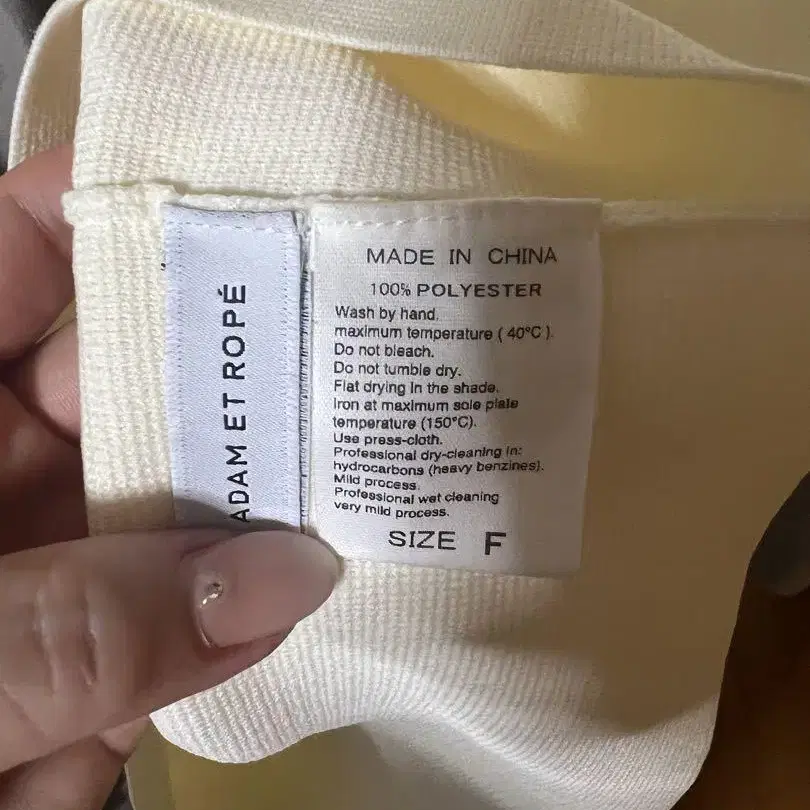 ADAM ET ROPÉ
MADE IN CHINA
100% POLYESTER
Wash by hand,
maximum temperature ( 40°C ).
Do not bleach.
Do not tumble dry.
Flat drying in the shade.
Iron at maximum sole plate
temperature (150°C).
Use press-cloth.
Professional dry-cleaning in:
hydrocarbons (heavy benzines).
Mild process.
Professional wet cleaning
very mild process.
SIZE F